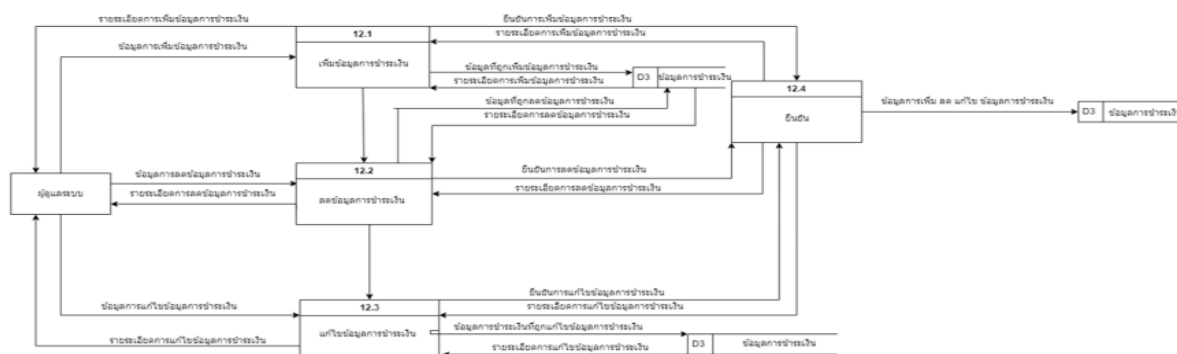 รายระเอียดการเพิ่มข้อมูลการชำระเงิน
ยืนยันการเพิ่มข้อมูลการชำระเงิน
12.1
รายระเอียดการเพิ่มข้อมูลการชำระเงิน
ข้อมูลการเพิ่มข้อมูลการชำระเงิน
เพิ่มข้อมูลการชำระเงิน
ข้อมูลที่ถูกเพิ่มข้อมูลการชำระเงิน
รายระเอียดการเพิ่มข้อมูลการชำระเงิน
D3 ข้อมูลการชำระเงิน
12.4
ยืนยัน
ข้อมูลที่ถูกลดข้อมูลการชำระเงิน
รายระเอียดการลดข้อมูลการชำระเงิน
ข้อมูลการเพิ่ม ลด แก้ไข ข้อมูลการชำระเงิน
D3 ข้อมูลการชำระเงิน
ผู้ดูแลระบบ
ข้อมูลการลดข้อมูลการชำระเงิน
รายระเอียดการลดข้อมูลการชำระเงิน
12.2
ลดข้อมูลการชำระเงิน
ยืนยันการลดข้อมูลการชำระเงิน
รายระเอียดการลดข้อมูลการชำระเงิน
ข้อมูลการแก้ไขข้อมูลการชำระเงิน
รายระเอียดการแก้ไขข้อมูลการชำระเงิน
12.3
แก้ไขข้อมูลการชำระเงิน
ยืนยันการแก้ไขข้อมูลการชำระเงิน
รายระเอียดการแก้ไขข้อมูลการชำระเงิน
ข้อมูลการชำระเงินที่ถูกแก้ไขข้อมูลการชำระเงิน
รายระเอียดการแก้ไขข้อมูลการชำระเงิน
D3 ข้อมูลการชำระเงิน